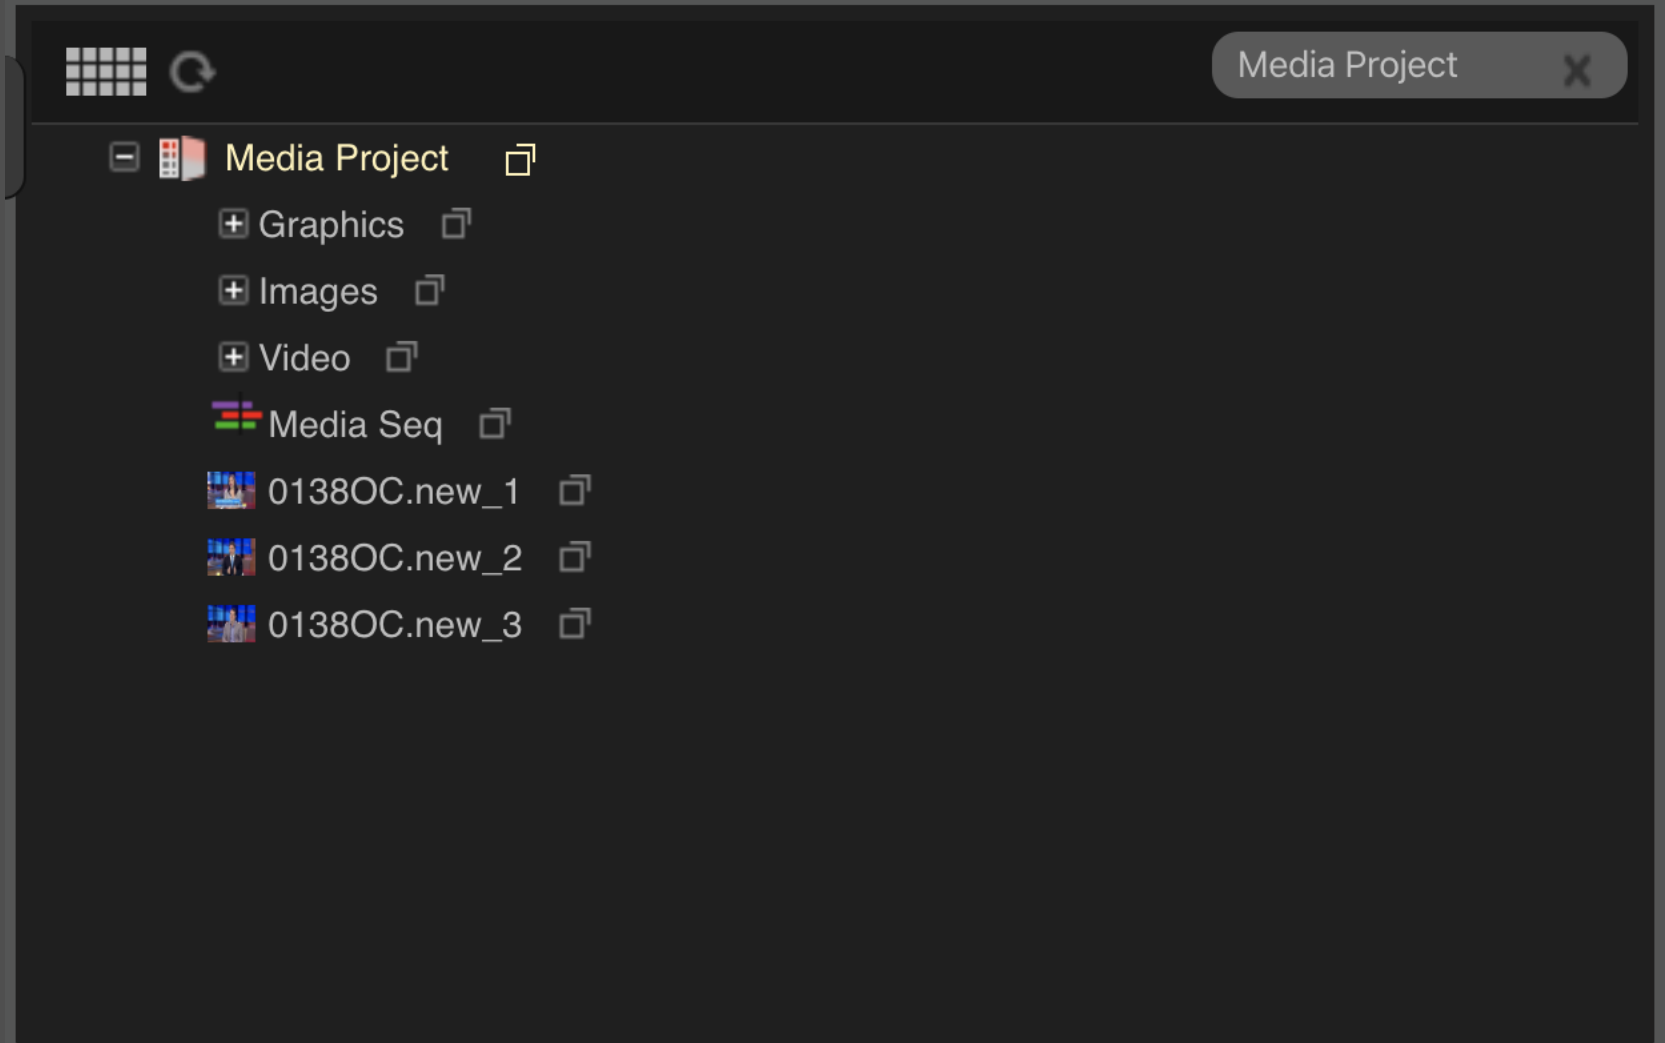 Media Project
Media Project
Graphics
Images
Video
Media Seq
0138OC.new_1
0138OC.new_2
0138OC.new_3